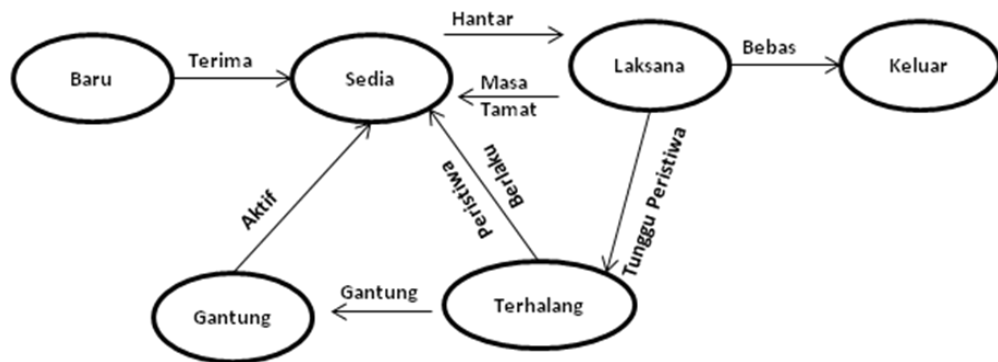 Hantar
Baru
Terima
Sedia
Laksana
Bebas
Keluar
Masa
Tamat
Aktif
Peristiwa
Berlaku
Tunggu Peristiwa
Gantung
Gantung
Terhalang